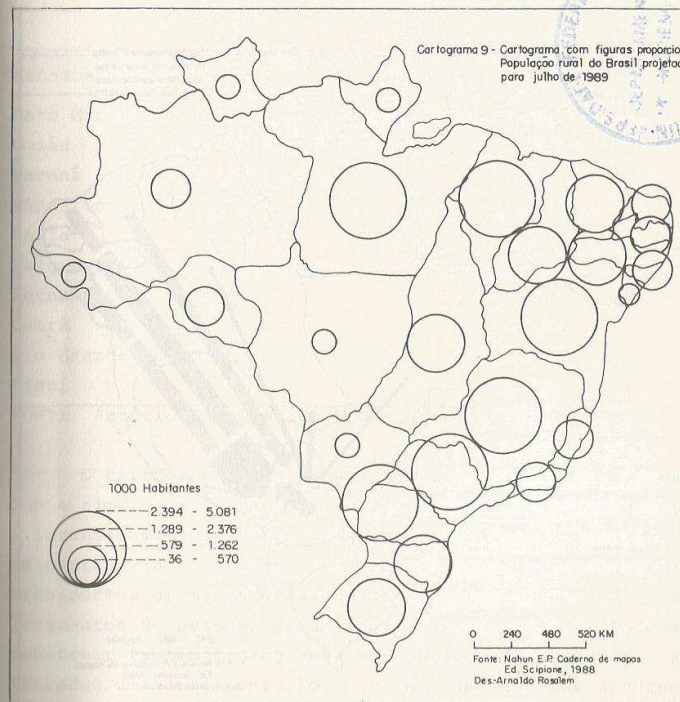 Cartograma 9 - Cartograma com figuras proporcio
População rural do Brasil projetad
para julho de 1989
1000 Habitantes
2.394 - 5.081
1.289 - 2.376
579 - 1.262
36 - 570
0 240 480 520 KM
Fonte: Nahun E.P. Caderno de mapas
Ed. Scipione, 1988
Des.-Arnaldo Rosalem